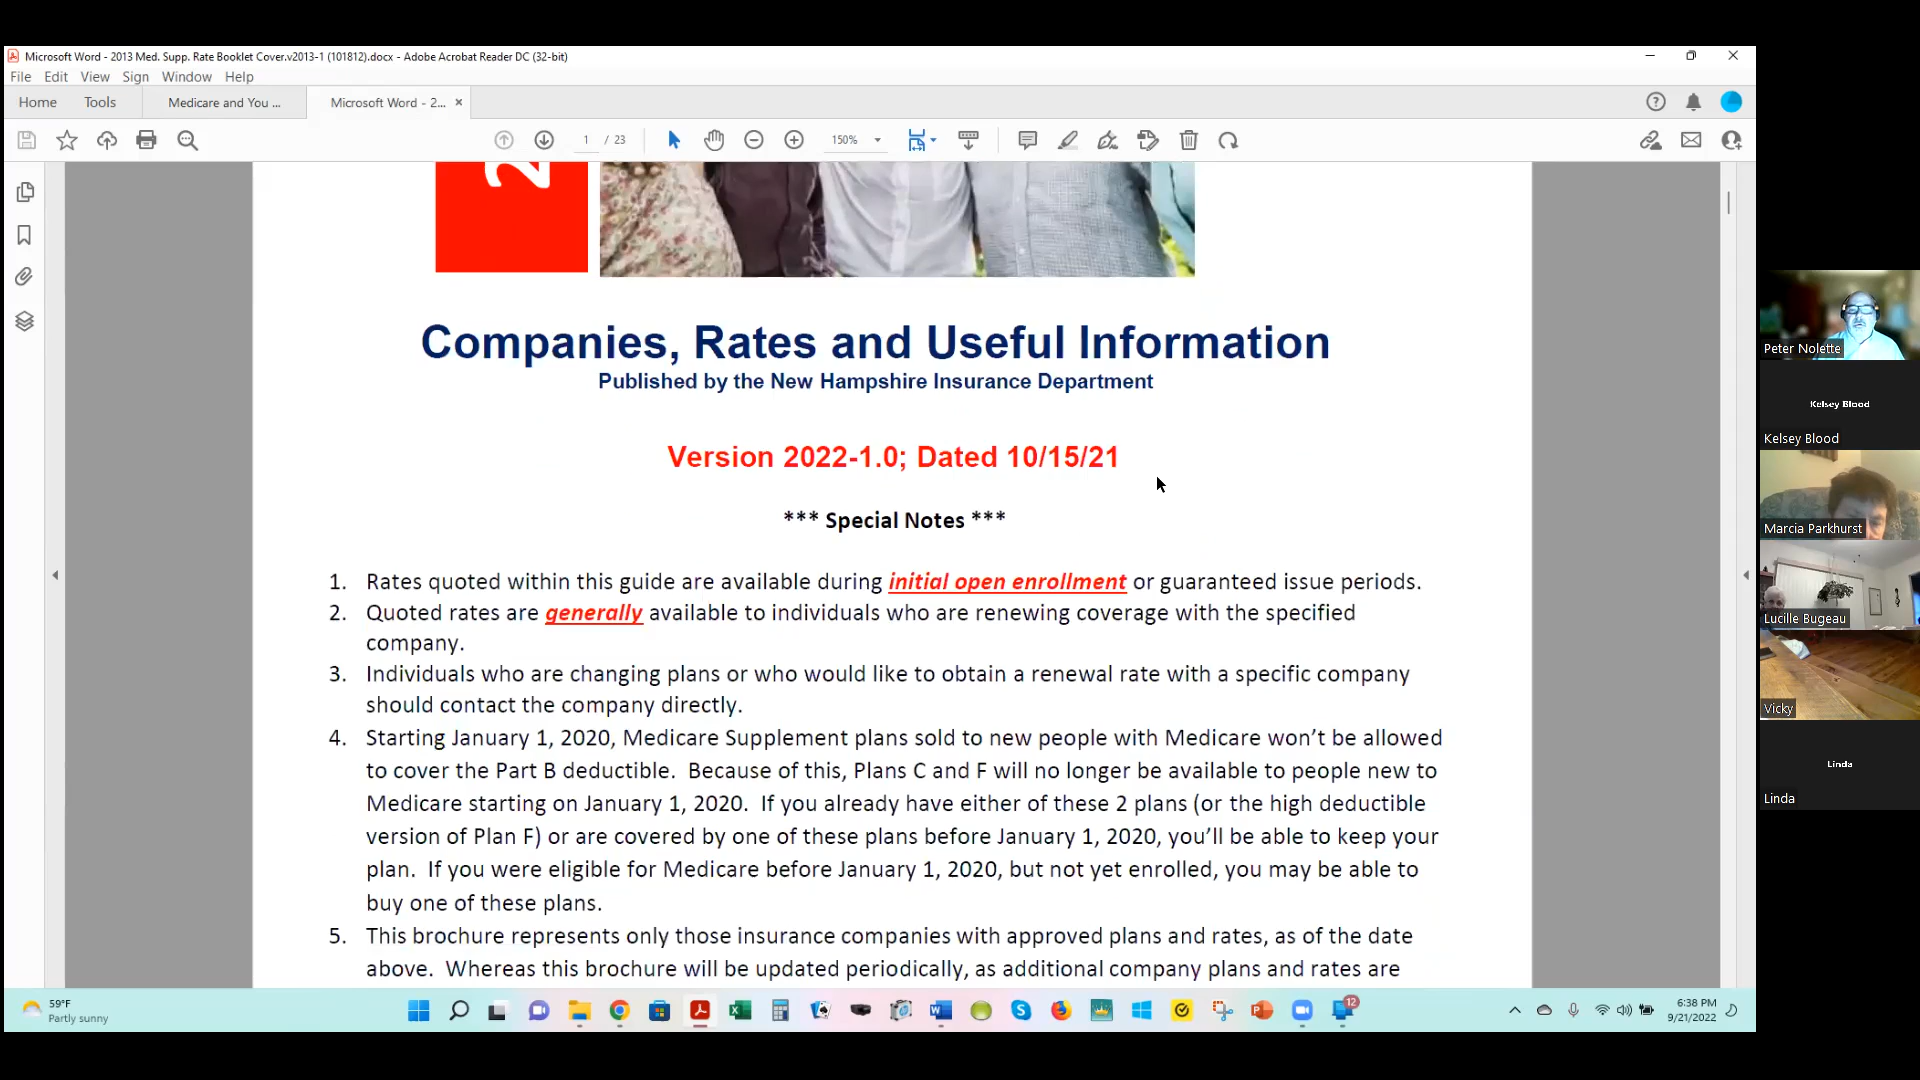 Microsoft Word - 2013 Med. Supp. Rate Booklet Cover.v2013-1 (101812).docx - Adobe Acrobat Reader DC (32-bit)
File Edit View Sign Window Help
Home Tools Medicare and You ... Microsoft Word - 2... ×
1 / 23 150%
2
Companies, Rates and Useful Information
Published by the New Hampshire Insurance Department
Version 2022-1.0; Dated 10/15/21
*** Special Notes ***
1. Rates quoted within this guide are available during initial open enrollment or guaranteed issue periods.
2. Quoted rates are generally available to individuals who are renewing coverage with the specified
company.
3. Individuals who are changing plans or who would like to obtain a renewal rate with a specific company
should contact the company directly.
4. Starting January 1, 2020, Medicare Supplement plans sold to new people with Medicare won't be allowed
to cover the Part B deductible. Because of this, Plans C and F will no longer be available to people new to
Medicare starting on January 1, 2020. If you already have either of these 2 plans (or the high deductible
version of Plan F) or are covered by one of these plans before January 1, 2020, you'll be able to keep your
plan. If you were eligible for Medicare before January 1, 2020, but not yet enrolled, you may be able to
buy one of these plans.
5. This brochure represents only those insurance companies with approved plans and rates, as of the date
above. Whereas this brochure will be updated periodically, as additional company plans and rates are
Peter Nolette
Kelsey Blood
Kelsey Blood
Marcia Parkhurst
Lucille Bugeau
Vicky
Linda
Linda
59°F
Partly sunny
12
6:38 PM
9/21/2022